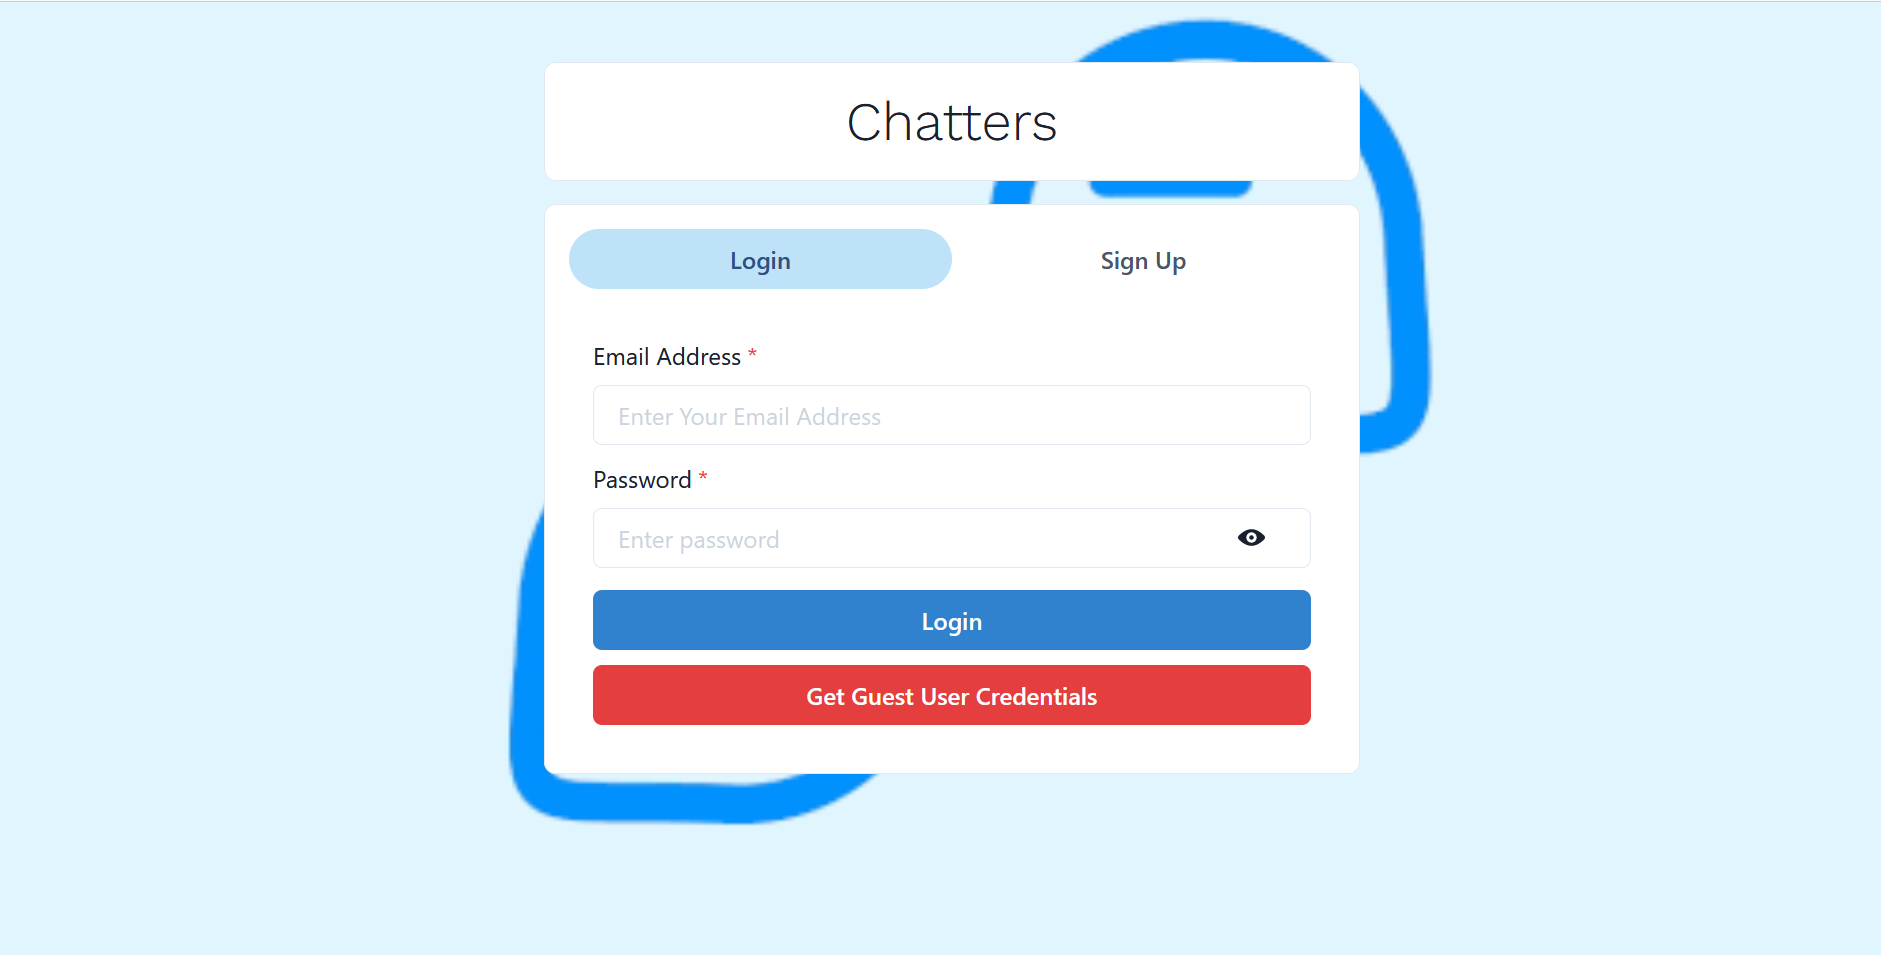 Chatters
Login Sign Up
Email Address *
Enter Your Email Address
Password *
Enter password
Login
Get Guest User Credentials